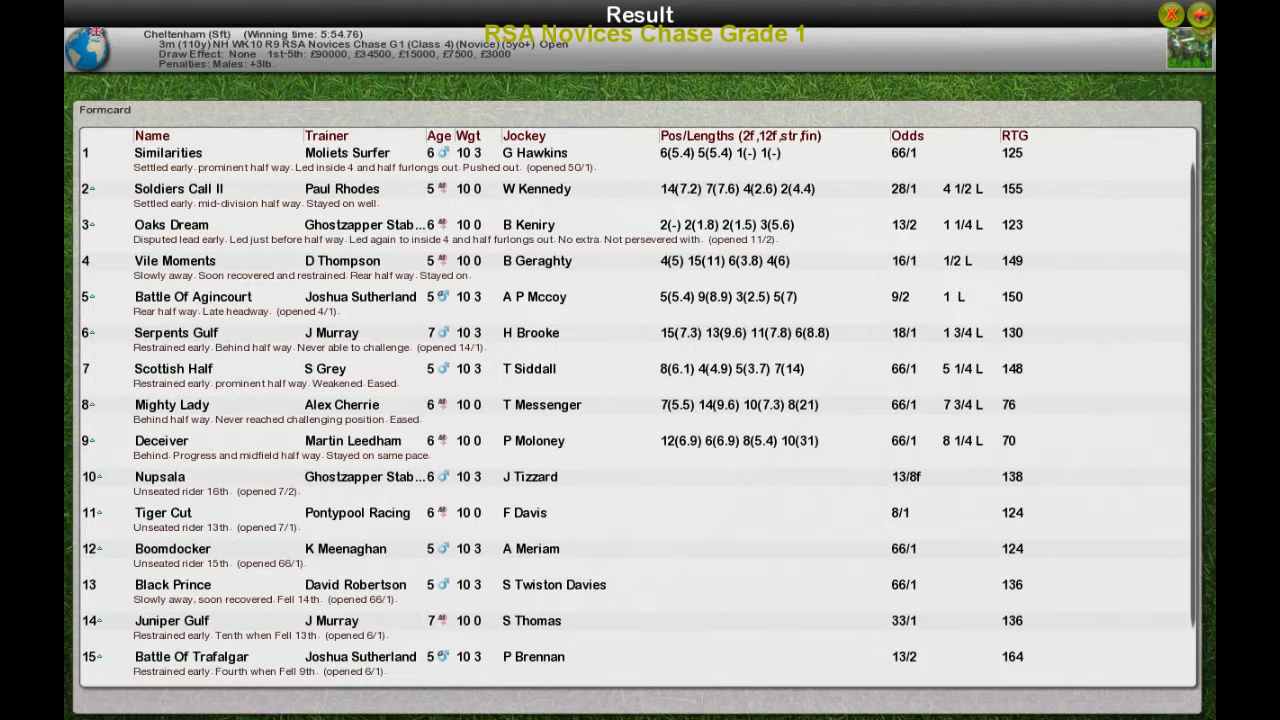 Result
RSA Novices Chase Grade 1
Cheltenham (Sft) (Winning time: 5:54.76)
3m (110y) NH WK10 R9 RSA Novices Chase G1 (Class 4) (Novice) (5yo+) Open
Draw Effect: None 1st-5th: £90000, £34500, £15000, £7500, £3000
Penalties: Males: +3lb.
Formcard
Name Trainer Age Wgt Jockey Pos/Lengths (2f,12f,str,fin) Odds RTG
1 Similarities Moliets Surfer 6 10 3 G Hawkins 6(5.4) 5(5.4) 1(-) 1(-) 66/1 125
Settled early. prominent half way. Led inside 4 and half furlongs out. Pushed out. (opened 50/1).
2 Soldiers Call II Paul Rhodes 5 10 0 W Kennedy 14(7.2) 7(7.6) 4(2.6) 2(4.4) 28/1 4 1/2 L 155
Settled early. mid-division half way. Stayed on well.
3 Oaks Dream Ghostzapper Stab... 6 10 0 B Keniry 2(-) 2(1.8) 2(1.5) 3(5.6) 13/2 1 1/4 L 123
Disputed lead early. Led just before half way. Led again to inside 4 and half furlongs out. No extra. Not persevered with. (opened 11/2).
4 Vile Moments D Thompson 5 10 0 B Geraghty 4(5) 15(11) 6(3.8) 4(6) 16/1 1/2 L 149
Slowly away. Soon recovered and restrained. Rear half way. Stayed on.
5 Battle Of Agincourt Joshua Sutherland 5 10 3 A P Mccoy 5(5.4) 9(8.9) 3(2.5) 5(7) 9/2 1 L 150
Rear half way. Late headway. (opened 4/1).
6 Serpents Gulf J Murray 7 10 3 H Brooke 15(7.3) 13(9.6) 11(7.8) 6(8.8) 18/1 1 3/4 L 130
Restrained early. Behind half way. Never able to challenge. (opened 14/1).
7 Scottish Half S Grey 5 10 3 T Siddall 8(6.1) 4(4.9) 5(3.7) 7(14) 66/1 5 1/4 L 148
Restrained early. prominent half way. Weakened. Eased.
8 Mighty Lady Alex Cherrie 6 10 0 T Messenger 7(5.5) 14(9.6) 10(7.3) 8(21) 66/1 7 3/4 L 76
Behind half way. Never reached challenging position. Eased.
9 Deceiver Martin Leedham 6 10 0 P Moloney 12(6.9) 6(6.9) 8(5.4) 10(31) 66/1 8 1/4 L 70
Behind. Progress and midfield half way. Stayed on same pace.
10 Nupsala Ghostzapper Stab... 6 10 3 J Tizzard 13/8f 138
Unseated rider 16th. (opened 7/2).
11 Tiger Cut Pontypool Racing 6 10 0 F Davis 8/1 124
Unseated rider 13th. (opened 7/1).
12 Boomdocker K Meenaghan 5 10 3 A Meriam 66/1 124
Unseated rider 15th. (opened 66/1).
13 Black Prince David Robertson 5 10 3 S Twiston Davies 66/1 136
Slowly away, soon recovered. Fell 14th. (opened 66/1).
14 Juniper Gulf J Murray 7 10 0 S Thomas 33/1 136
Restrained early. Tenth when Fell 13th. (opened 6/1).
15 Battle Of Trafalgar Joshua Sutherland 5 10 3 P Brennan 13/2 164
Restrained early. Fourth when Fell 9th. (opened 6/1).